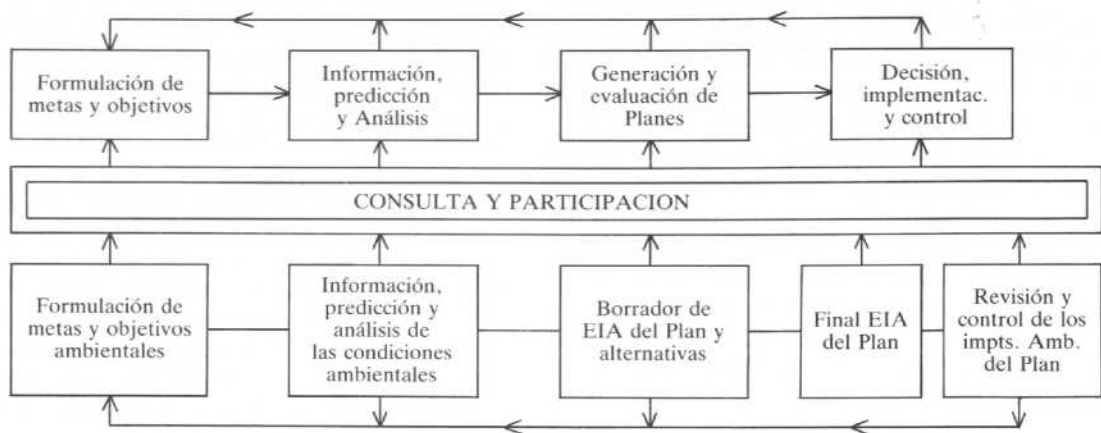 Formulación de
metas y objetivos
Información,
predicción
y Análisis
Generación y
evaluación de
Planes
Decisión,
implementac.
y control
CONSULTA Y PARTICIPACION
Formulación de
metas y objetivos
ambientales
Información,
predicción y
análisis de
las condiciones
ambientales
Borrador de
EIA del Plan y
alternativas
Final EIA
del Plan
Revisión y
control de los
impts. Amb.
del Plan